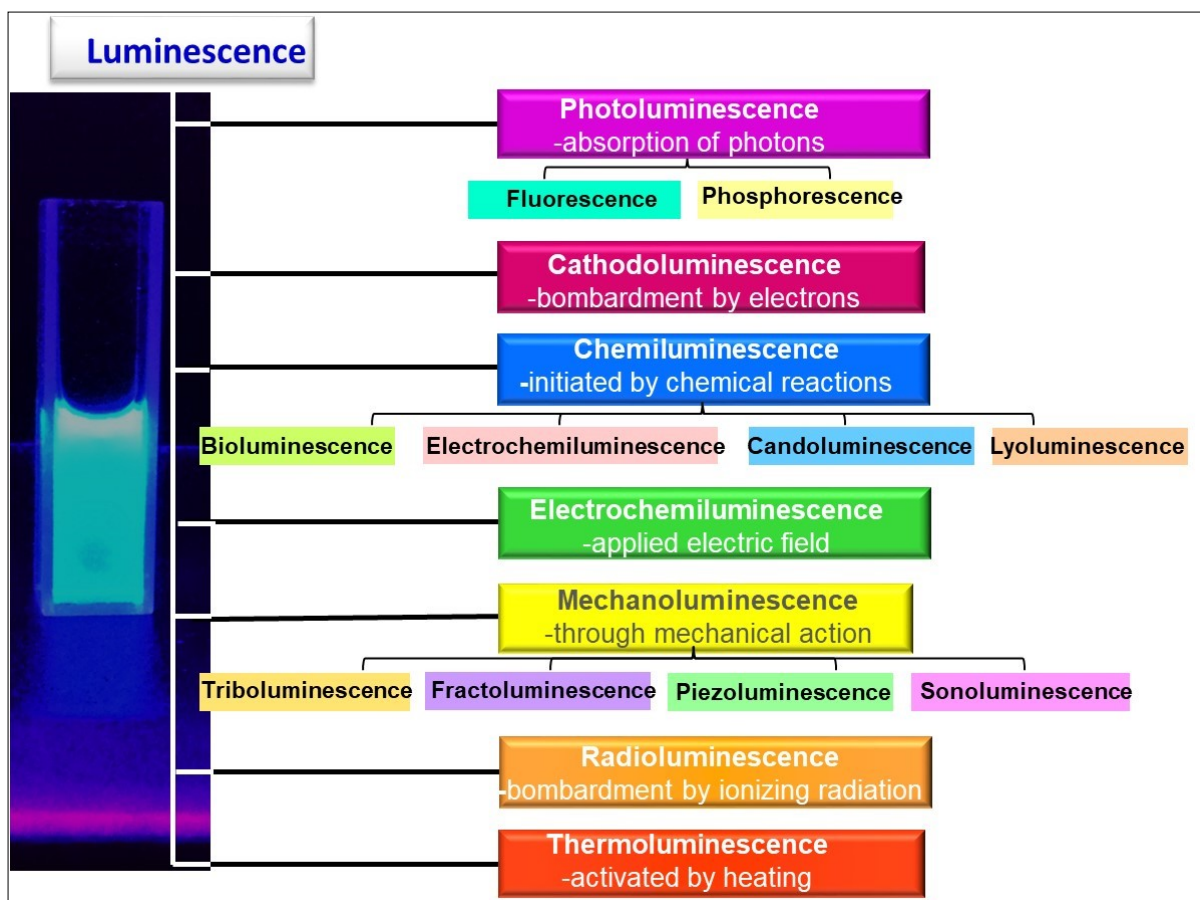 Luminescence
Photoluminescence
-absorption of photons
Fluorescence
Phosphorescence
Cathodoluminescence
-bombardment by electrons
Chemiluminescence
-initiated by chemical reactions
Bioluminescence
Electrochemiluminescence
Candoluminescence
Lyoluminescence
Electrochemiluminescence
-applied electric field
Mechanoluminescence
-through mechanical action
Triboluminescence
Fractoluminescence
Piezoluminescence
Sonoluminescence
Radioluminescence
-bombardment by ionizing radiation
Thermoluminescence
-activated by heating